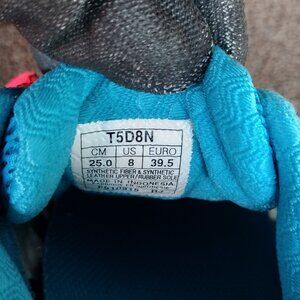 T5D8N
CM US EURO
25.0 8 39.5
SYNTHETIC FIBER & SYNTHETIC
LEATHER UPPER/RUBBER SOLE
MADE IN INDONESIA